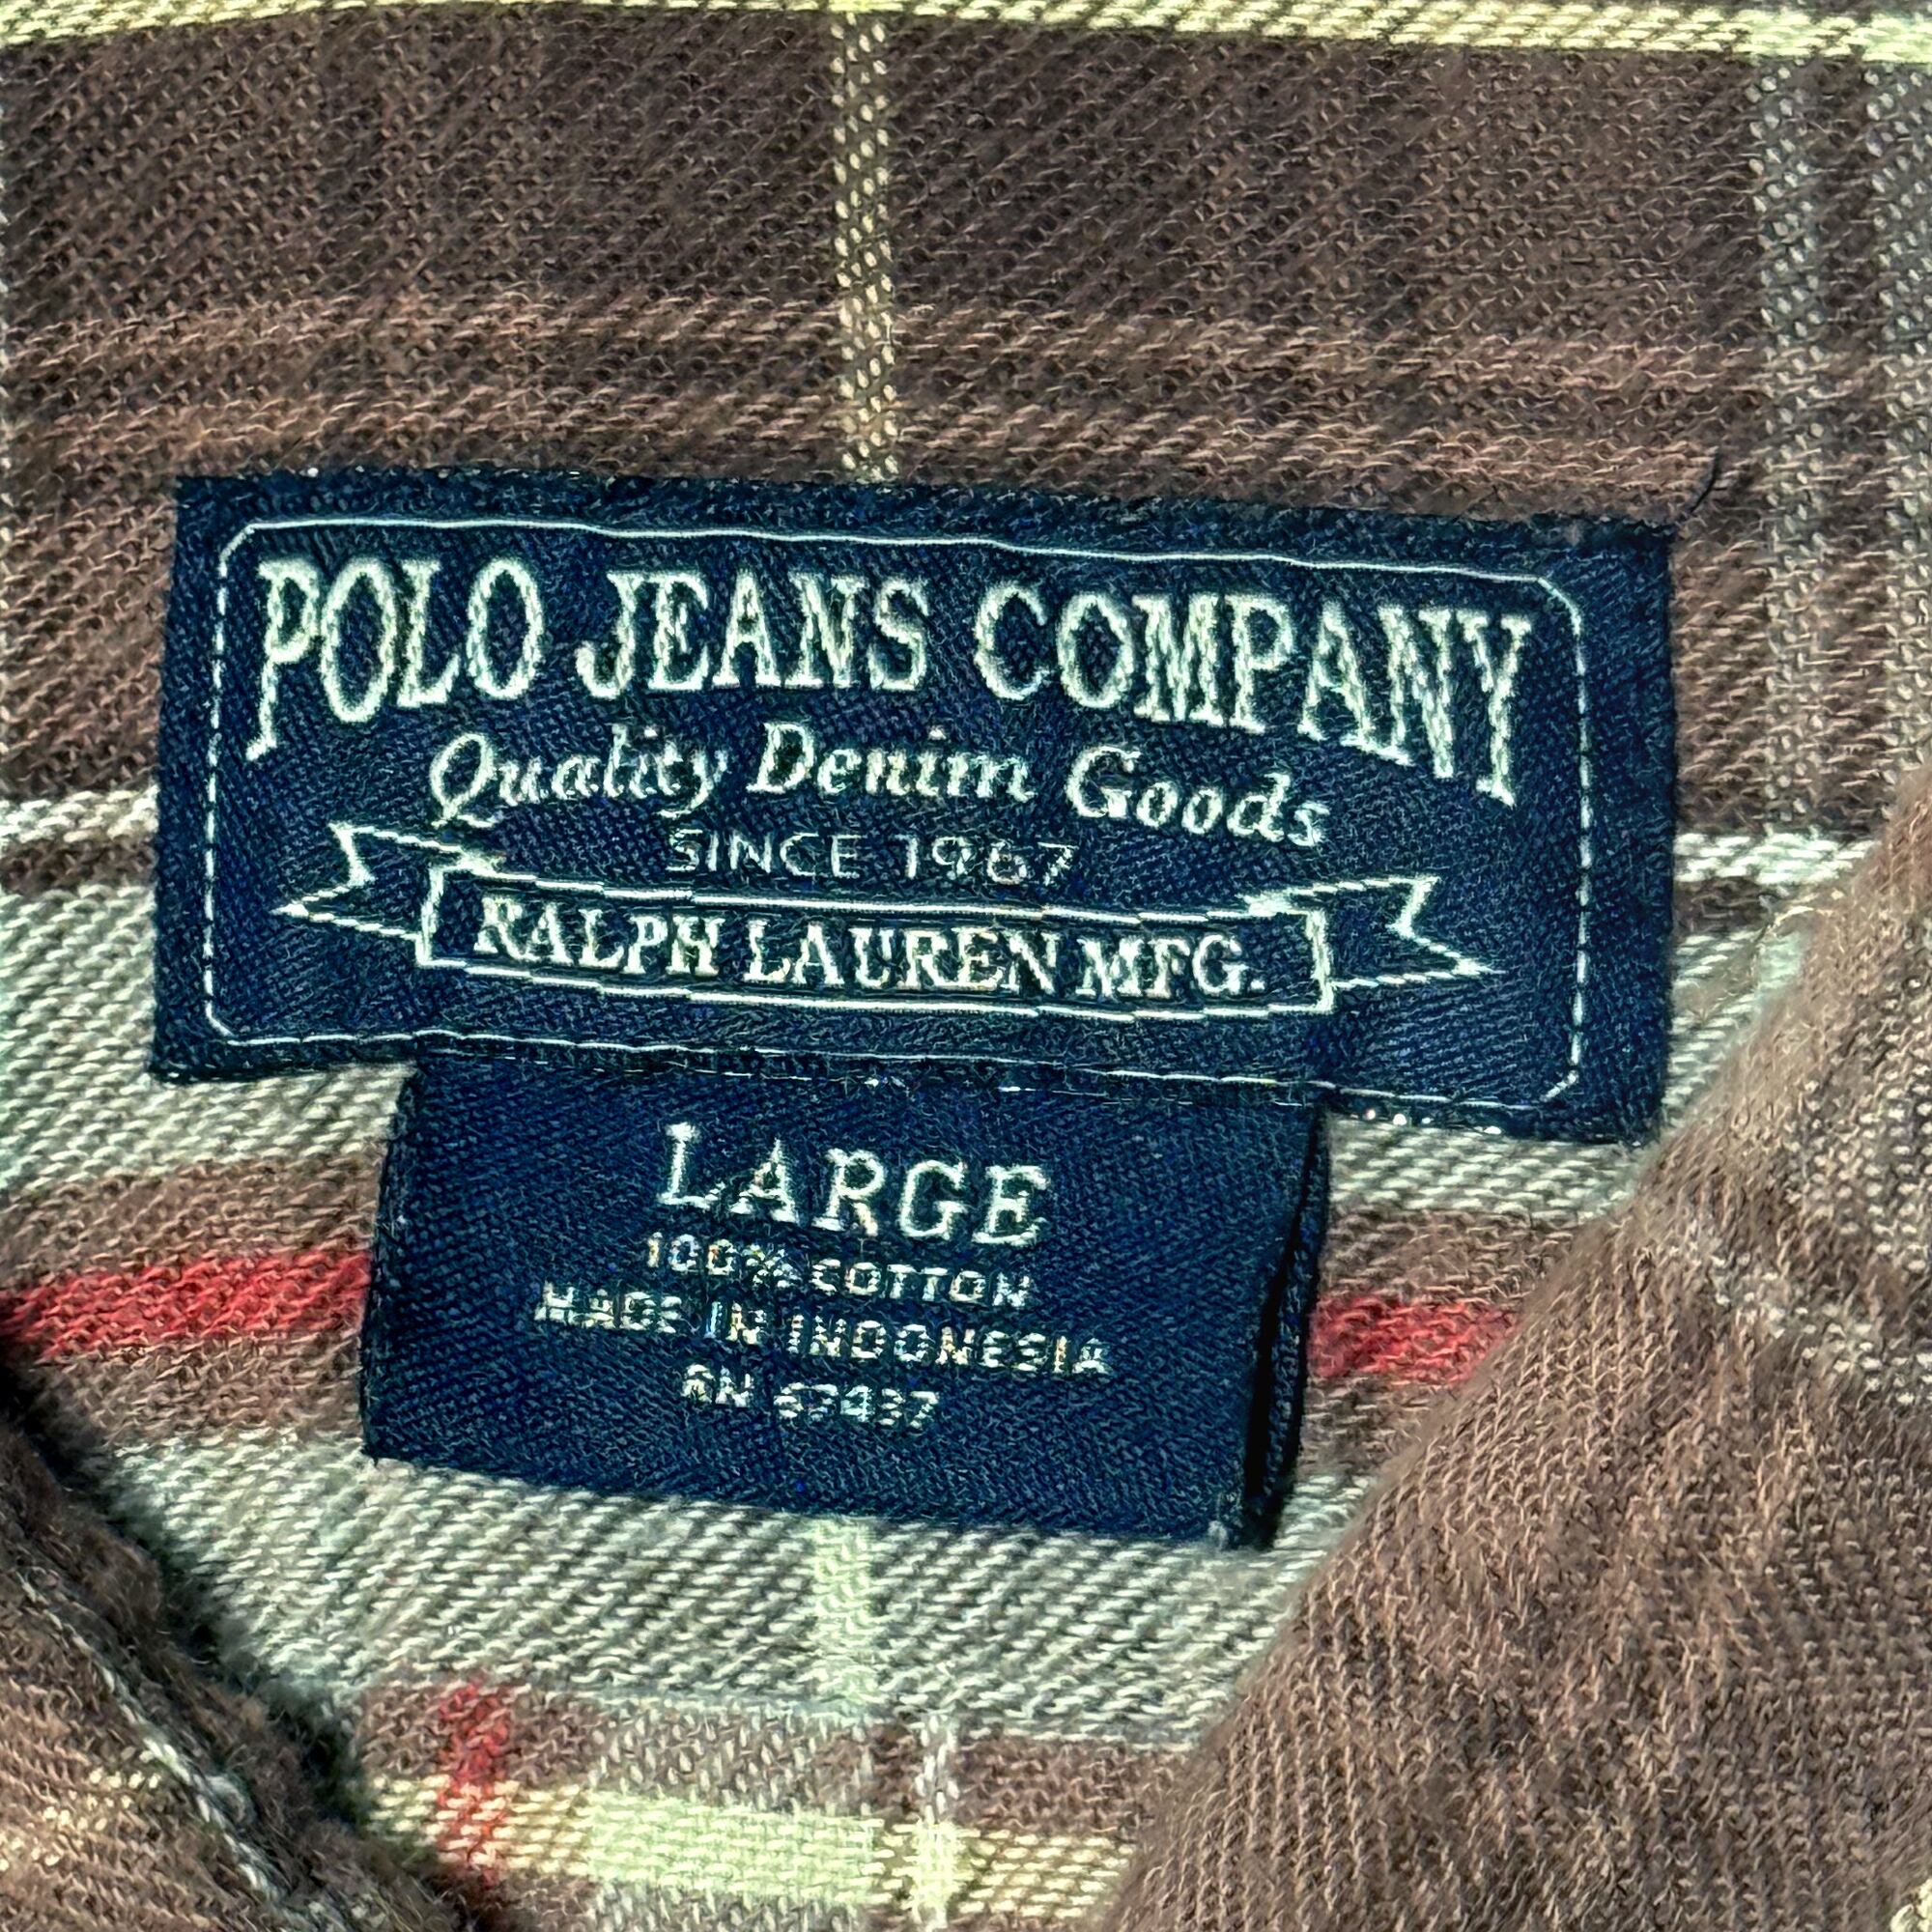 POLO JEANS COMPANY
Quality Denim Goods
SINCE 1967
RALPH LAUREN MFG.
LARGE
100% COTTON
MADE IN INDONESIA
RN 67437